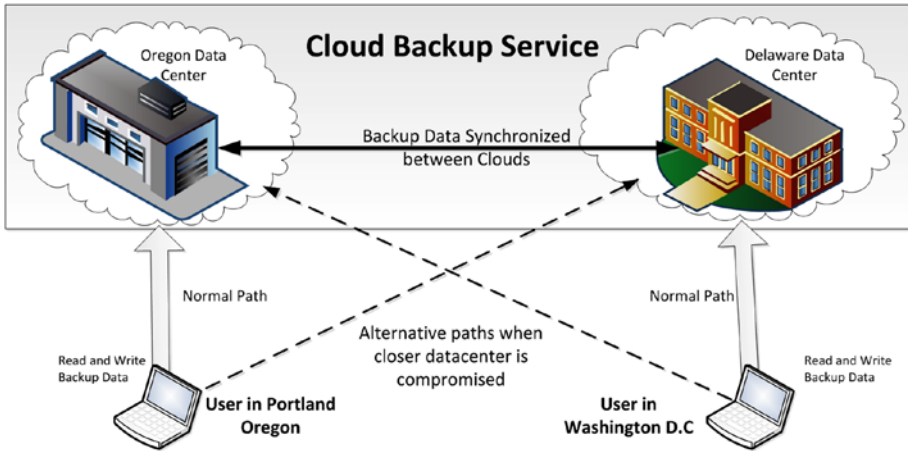 Cloud Backup Service
Oregon Data
Center
Delaware Data
Center
Backup Data Synchronized
between Clouds
Normal Path
Normal Path
Alternative paths when
closer datacenter is
compromised
Read and Write
Backup Data
Read and Write
Backup Data
User in Portland
Oregon
User in
Washington D.C